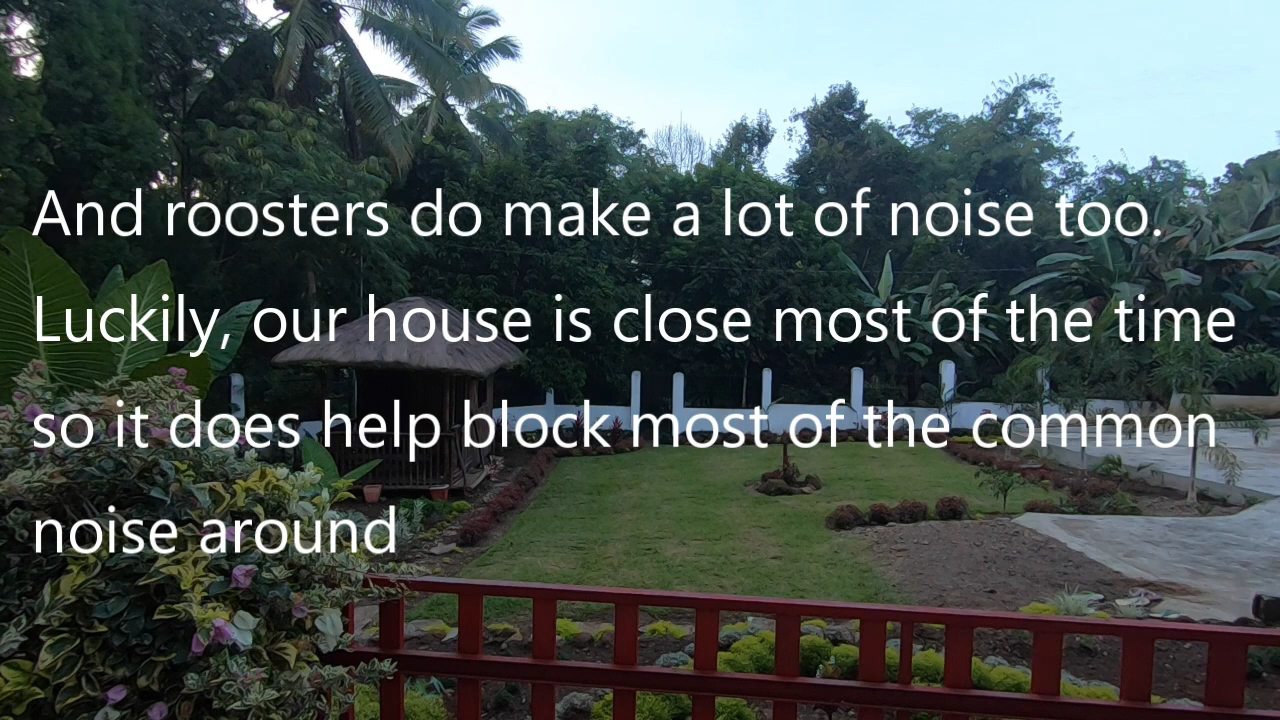 And roosters do make a lot of noise too.
Luckily, our house is close most of the time
so it does help block most of the common
noise around